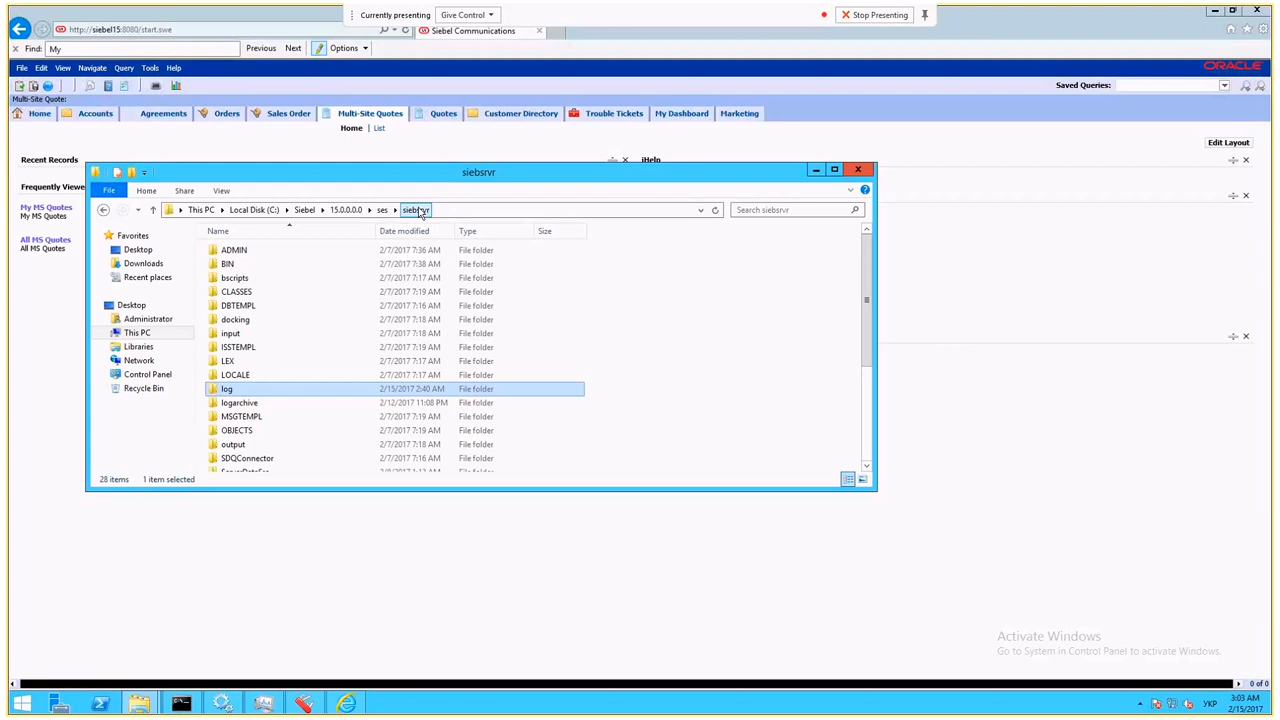 Currently presenting
Give Control
Stop Presenting
http://siebel15:8080/start.swe
Siebel Communications
Find: My
Previous
Next
Options
File Edit View Navigate Query Tools Help
ORACLE
Saved Queries:
Multi-Site Quote:
Home Accounts Agreements Orders Sales Order Multi-Site Quotes Quotes Customer Directory Trouble Tickets My Dashboard Marketing
Home List
Edit Layout
Recent Records
iHelp
Frequently Viewe
My MS Quotes
My MS Quotes
All MS Quotes
All MS Quotes
siebsrvr
File Home Share View
This PC Local Disk (C:) Siebel 15.0.0.0.0 ses siebsrvr
Search siebsrvr
Name Date modified Type Size
Favorites
Desktop
Downloads
Recent places
Desktop
Administrator
This PC
Libraries
Network
Control Panel
Recycle Bin
ADMIN 2/7/2017 7:36 AM File folder
BIN 2/7/2017 7:38 AM File folder
bscripts 2/7/2017 7:17 AM File folder
CLASSES 2/7/2017 7:19 AM File folder
DBTEMPL 2/7/2017 7:16 AM File folder
docking 2/7/2017 7:18 AM File folder
input 2/7/2017 7:18 AM File folder
ISSTEMPL 2/7/2017 7:19 AM File folder
LEX 2/7/2017 7:17 AM File folder
LOCALE 2/7/2017 7:17 AM File folder
log 2/15/2017 2:40 AM File folder
logarchive 2/12/2017 11:08 PM File folder
MSGTEMPL 2/7/2017 7:19 AM File folder
OBJECTS 2/7/2017 7:19 AM File folder
output 2/7/2017 7:18 AM File folder
SDQConnector 2/7/2017 7:16 AM File folder
28 items 1 item selected
Activate Windows
Go to System in Control Panel to activate Windows.
0 of 0
УКР
3:03 AM
2/15/2017